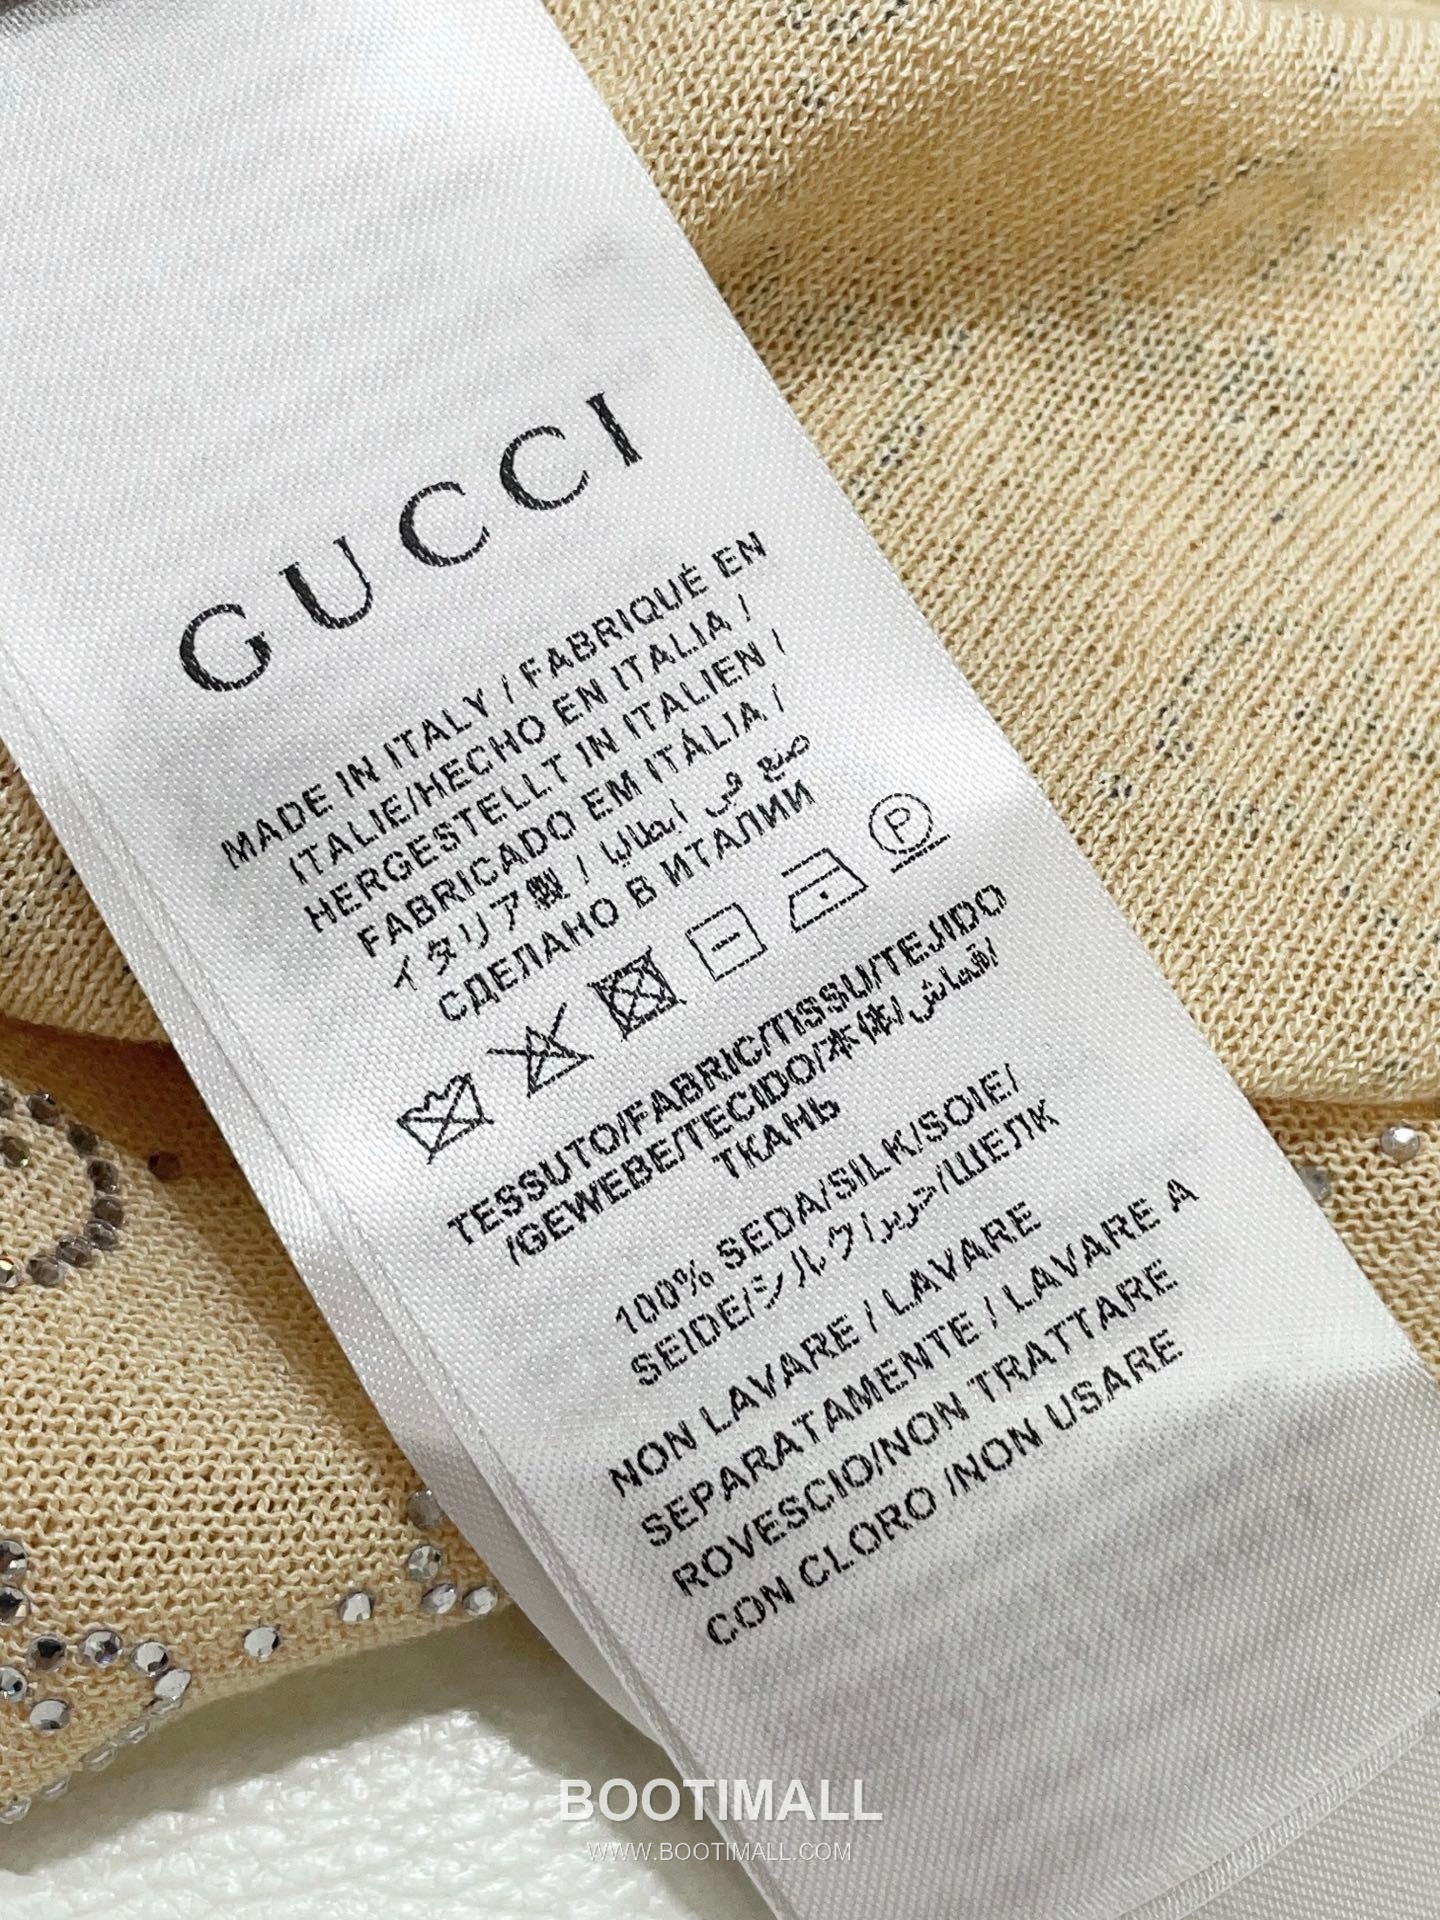 GUCCI
MADE IN ITALY / FABRIQUÉ EN
ITALIE/HECHO EN ITALIA /
HERGESTELLT IN ITALIEN /
FABRICADO EM ITÁLIA /
イタリア製 / صنع في ايطاليا
СДЕЛАНО В ИТАЛИИ
P
TESSUTO/FABRIC/TISSU/TEJIDO
/GEWEBE/TECIDO/本体/قماش/
ТКАНЬ
100% SEDA/SILK/SOIE/
SEIDE/シルク/حرير/ШЕЛК
NON LAVARE / LAVARE
SEPARATAMENTE / LAVARE A
ROVESCIO/NON TRATTARE
CON CLORO /NON USARE
BOOTIMALL
WWW.BOOTIMALL.COM